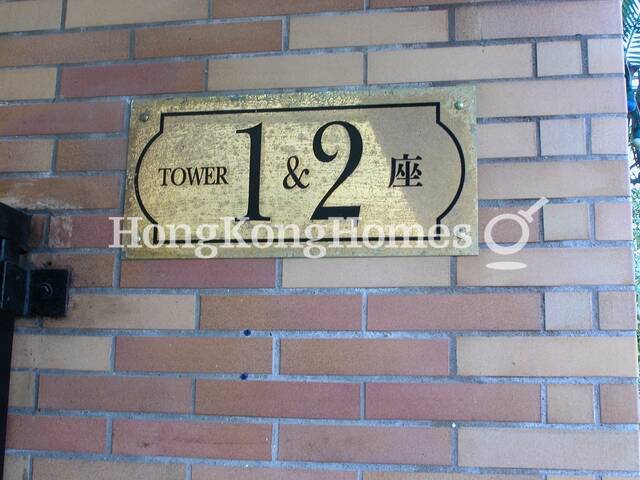 TOWER 1 & 2 座
HongKongHomes